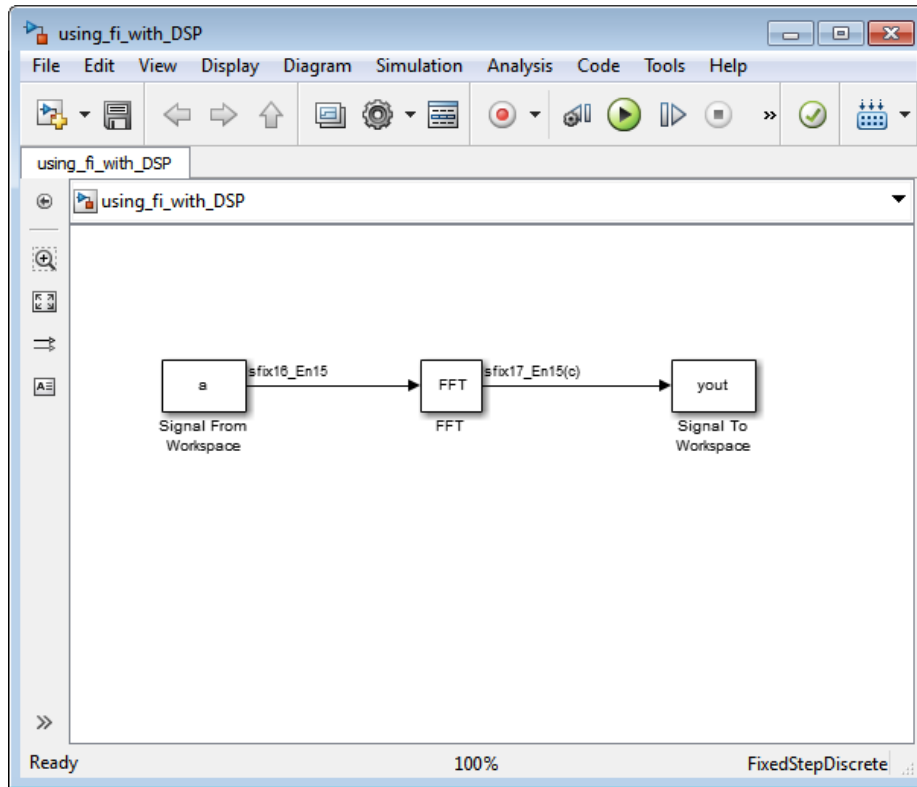 using_fi_with_DSP
File Edit View Display Diagram Simulation Analysis Code Tools Help
»
using_fi_with_DSP
using_fi_with_DSP
A
a
sfix16_En15
FFT
sfix17_En15(c)
yout
Signal From
Workspace
FFT
Signal To
Workspace
»
Ready 100% FixedStepDiscrete